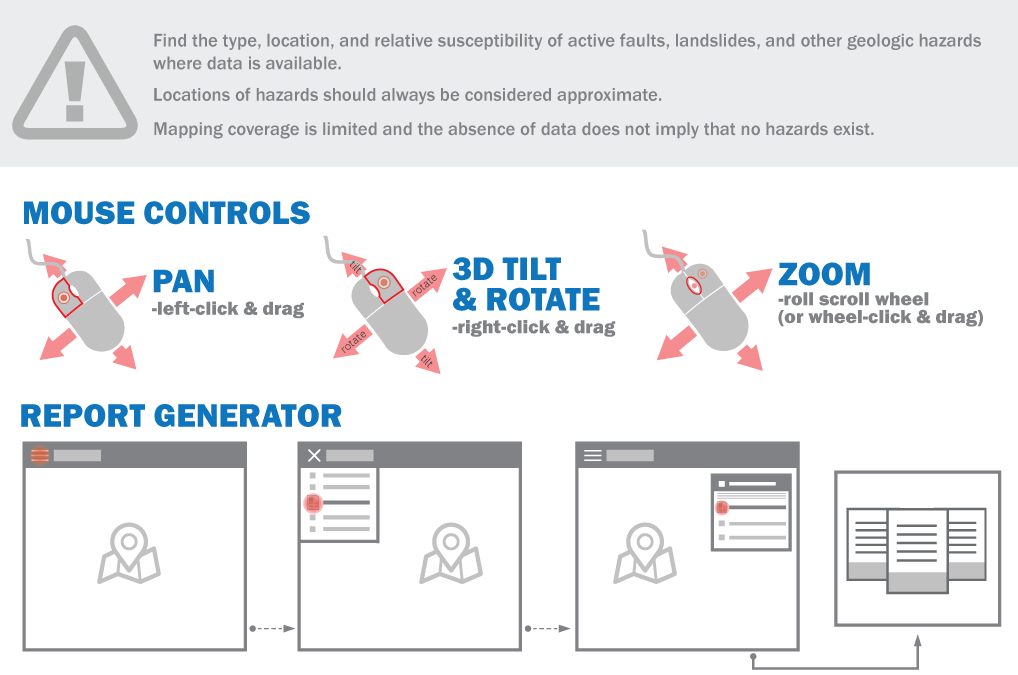 Find the type, location, and relative susceptibility of active faults, landslides, and other geologic hazards
where data is available.
Locations of hazards should always be considered approximate.
Mapping coverage is limited and the absence of data does not imply that no hazards exist.
MOUSE CONTROLS
PAN
-left-click & drag
tilt
rotate
rotate
tilt
3D TILT
& ROTATE
-right-click & drag
ZOOM
-roll scroll wheel
(or wheel-click & drag)
REPORT GENERATOR